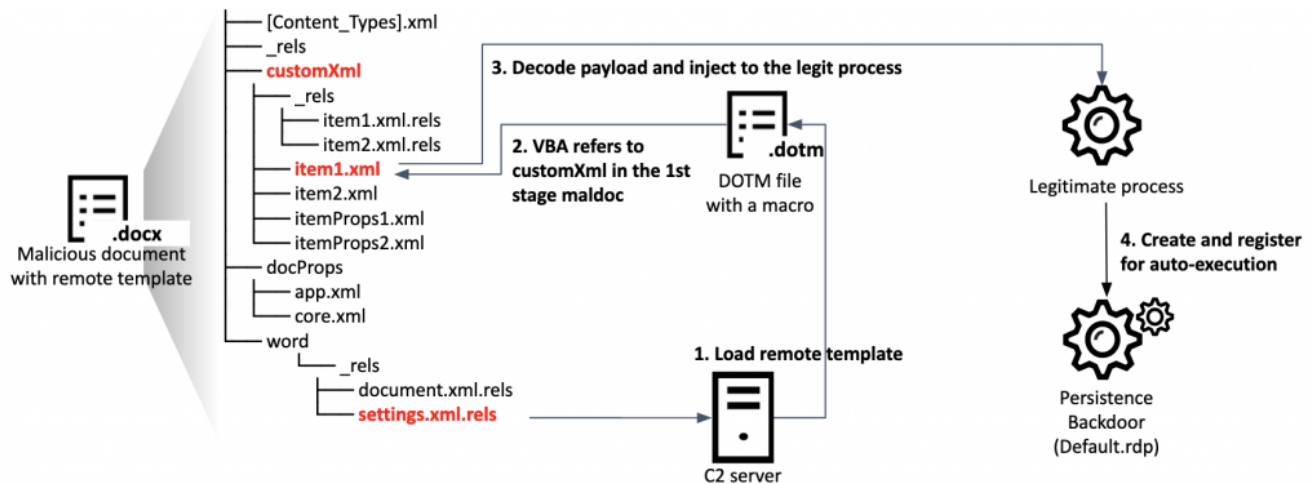 [Content_Types].xml
_rels
customXml
_rels
item1.xml.rels
item2.xml.rels
item1.xml
item2.xml
itemProps1.xml
itemProps2.xml
docProps
app.xml
core.xml
word
_rels
document.xml.rels
settings.xml.rels
.docx
Malicious document
with remote template
1. Load remote template
C2 server
.dotm
DOTM file
with a macro
2. VBA refers to
customXml in the 1st
stage maldoc
3. Decode payload and inject to the legit process
Legitimate process
4. Create and register
for auto-execution
Persistence
Backdoor
(Default.rdp)